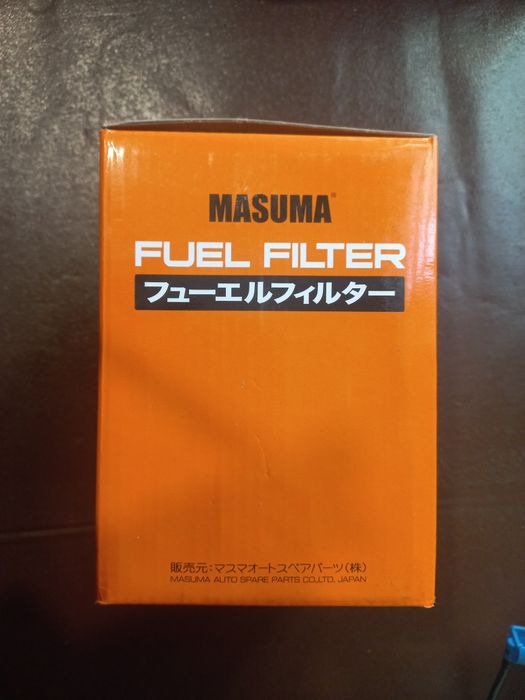 MASUMA®
FUEL FILTER
フューエルフィルター
販売元:マスマオートスペアパーツ(株)
MASUMA AUTO SPARE PARTS CO.,LTD. JAPAN